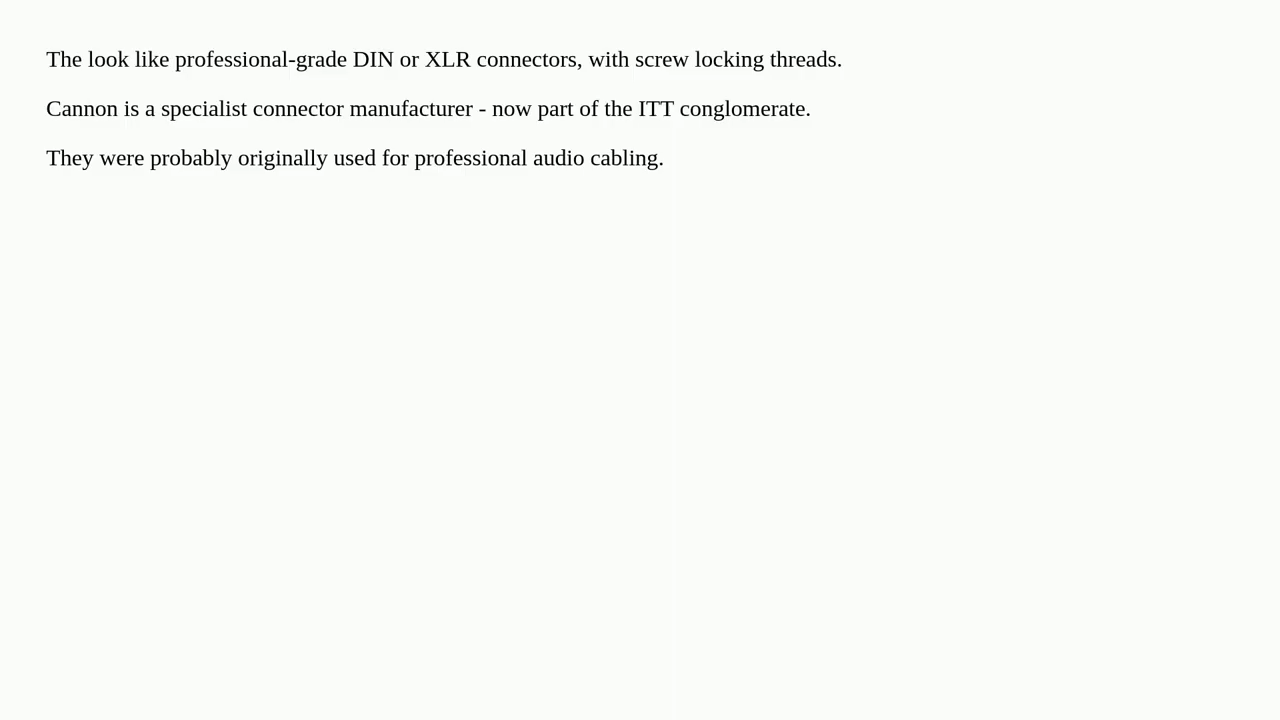 The look like professional-grade DIN or XLR connectors, with screw locking threads.
Cannon is a specialist connector manufacturer - now part of the ITT conglomerate.
They were probably originally used for professional audio cabling.